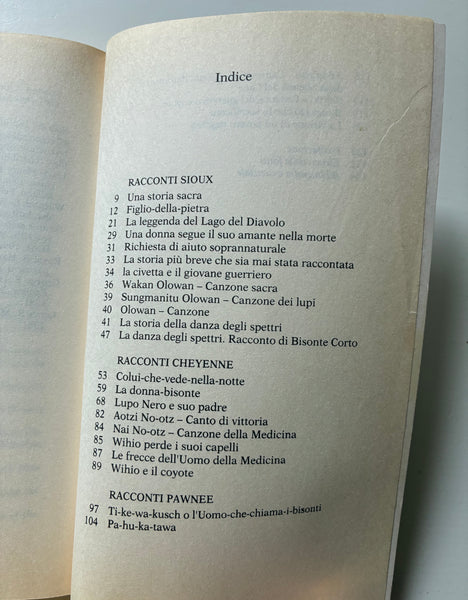 Indice
RACCONTI SIOUX
9 Una storia sacra
12 Figlio-della-pietra
21 La leggenda del Lago del Diavolo
29 Una donna segue il suo amante nella morte
31 Richiesta di aiuto soprannaturale
33 La storia più breve che sia mai stata raccontata
34 la civetta e il giovane guerriero
36 Wakan Olowan – Canzone sacra
39 Sungmanitu Olowan – Canzone dei lupi
40 Olowan – Canzone
41 La storia della danza degli spettri
47 La danza degli spettri. Racconto di Bisonte Corto
RACCONTI CHEYENNE
53 Colui-che-vede-nella-notte
59 La donna-bisonte
68 Lupo Nero e suo padre
82 Aotzi No-otz – Canto di vittoria
84 Nai No-otz – Canzone della Medicina
85 Wihio perde i suoi capelli
87 Le frecce dell'Uomo della Medicina
89 Wihio e il coyote
RACCONTI PAWNEE
97 Ti-ke-wa-kusch o l'Uomo-che-chiama-i-bisonti
104 Pa-hu-ka-tawa